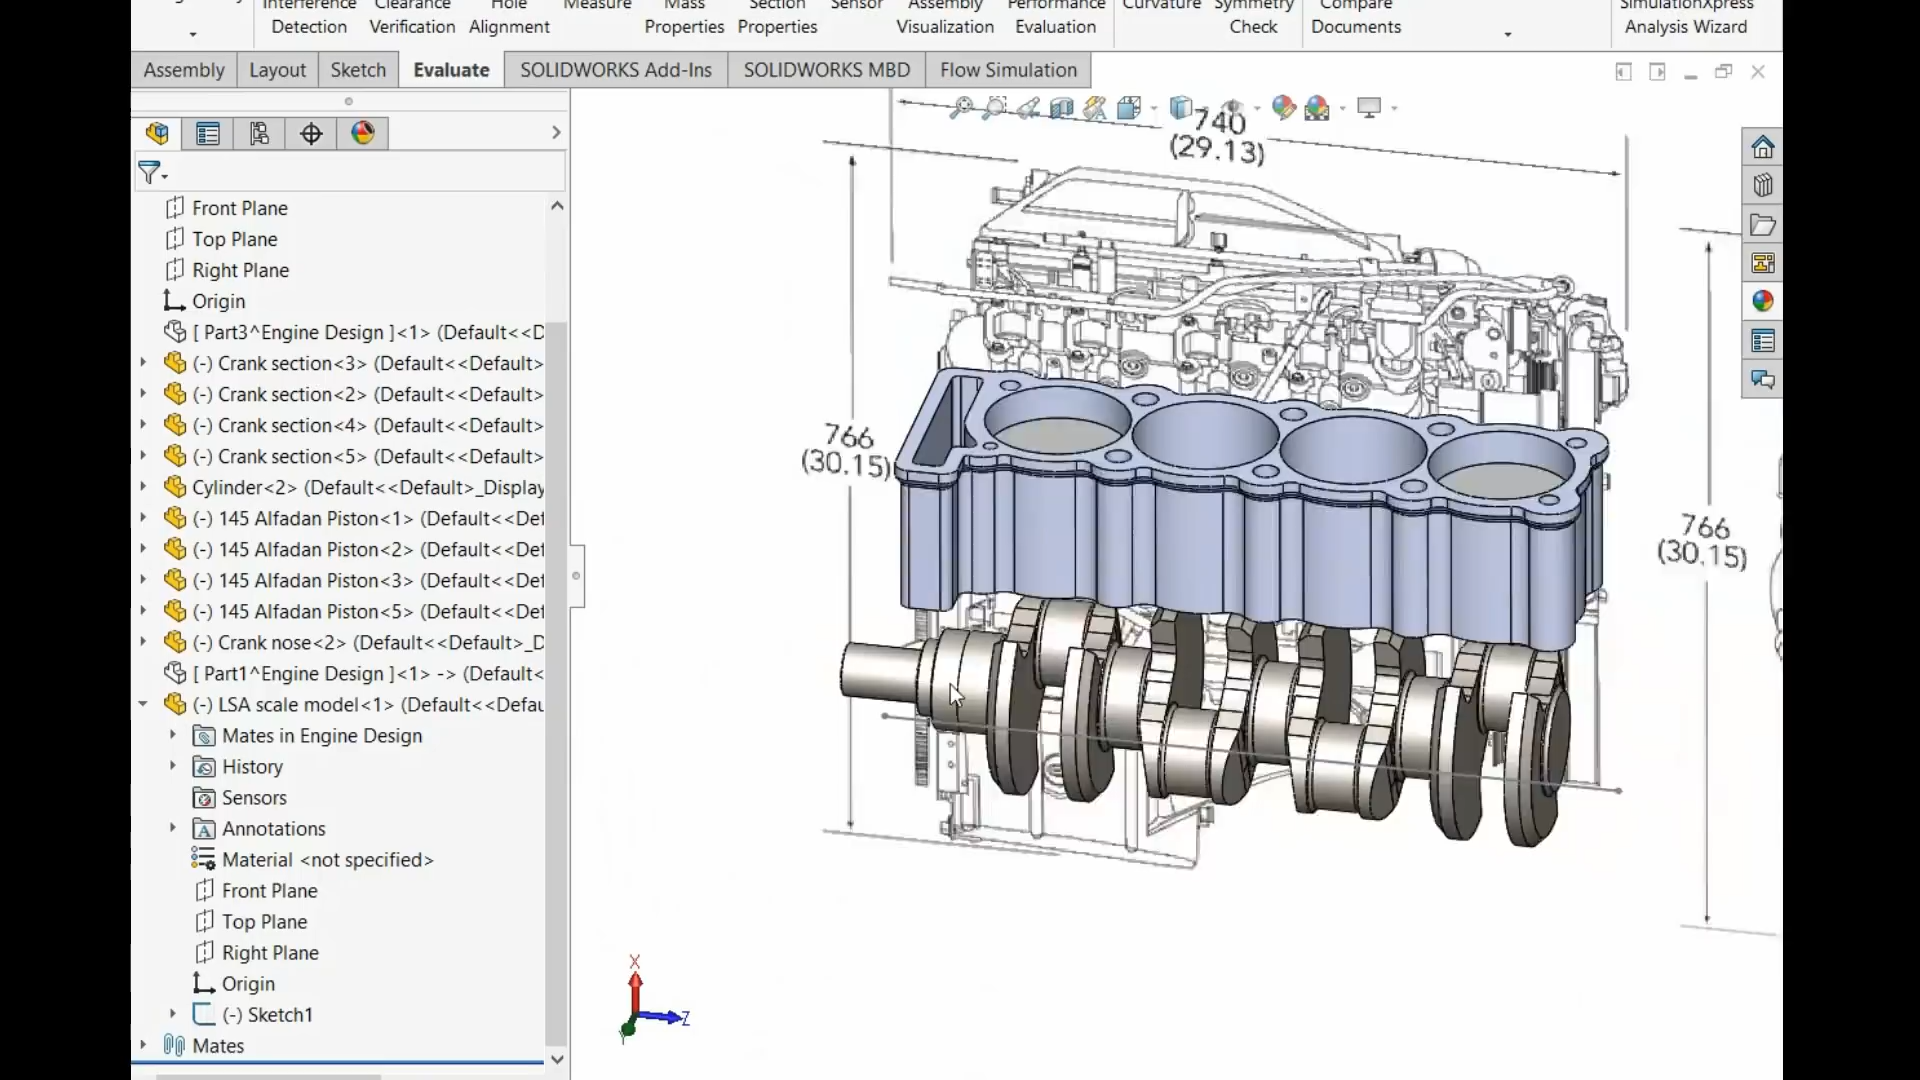 Interference
Detection
Clearance
Verification
Hole
Alignment
Measure
Mass
Properties
Section
Properties
Sensor
Assembly
Visualization
Performance
Evaluation
Curvature
Symmetry
Check
Compare
Documents
SimulationXpress
Analysis Wizard
Assembly
Layout
Sketch
Evaluate
SOLIDWORKS Add-Ins
SOLIDWORKS MBD
Flow Simulation
Front Plane
Top Plane
Right Plane
Origin
[ Part3^Engine Design ]<1> (Default<<D
(-) Crank section<3> (Default<<Default>
(-) Crank section<2> (Default<<Default>
(-) Crank section<4> (Default<<Default>
(-) Crank section<5> (Default<<Default>
Cylinder<2> (Default<<Default>_Display
(-) 145 Alfadan Piston<1> (Default<<Def
(-) 145 Alfadan Piston<2> (Default<<Def
(-) 145 Alfadan Piston<3> (Default<<Def
(-) 145 Alfadan Piston<5> (Default<<Def
(-) Crank nose<2> (Default<<Default>_D
[ Part1^Engine Design ]<1> -> (Default<
(-) LSA scale model<1> (Default<<Defau
Mates in Engine Design
History
Sensors
Annotations
Material <not specified>
Front Plane
Top Plane
Right Plane
Origin
(-) Sketch1
Mates
740
(29.13)
766
(30.15)
766
(30.15)
X
Z
Y